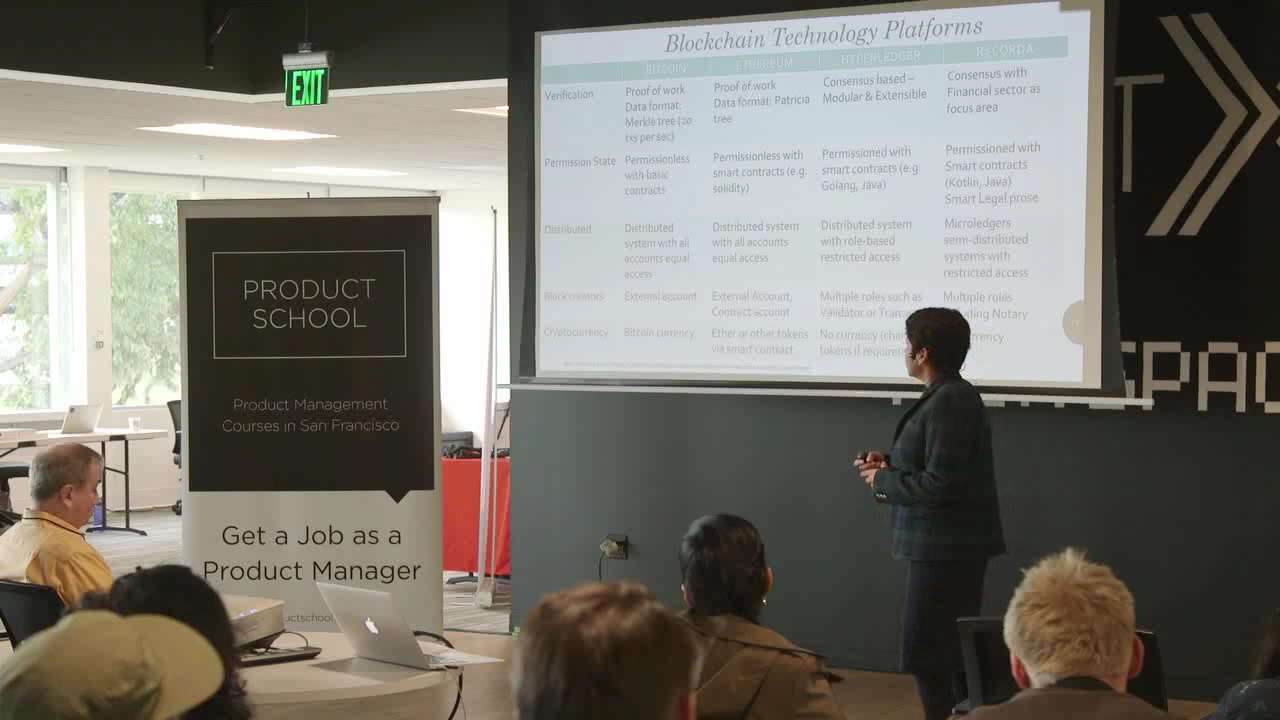 EXIT
Blockchain Technology Platforms
BITCOIN ETHEREUM HYPERLEDGER R3CORDA
Verification
Proof of work
Data format:
Merkle tree (20
txs per sec)
Proof of work
Data format: Patricia
tree
Consensus based –
Modular & Extensible
Consensus with
Financial sector as
focus area
Permission State
Permissionless
with basic
contracts
Permissionless with
smart contracts (e.g.
solidity)
Permissioned with
smart contracts (e.g
Golang, Java)
Permissioned with
Smart contracts
(Kotlin, Java)
Smart Legal prose
Distributed
Distributed
system with all
accounts equal
access
Distributed system
with all accounts
equal access
Distributed system
with role-based
restricted access
Microledgers
semi-distributed
systems with
restricted access
Block creators
External account
External Account,
Contract account
Multiple roles such as
Validator or
Multiple roles
Notary
Cryptocurrency
Bitcoin currency
Ether or other tokens
via smart contract
No currency
tokens if
PRODUCT
SCHOOL
Product Management
Courses in San Francisco
Get a Job as a
Product Manager